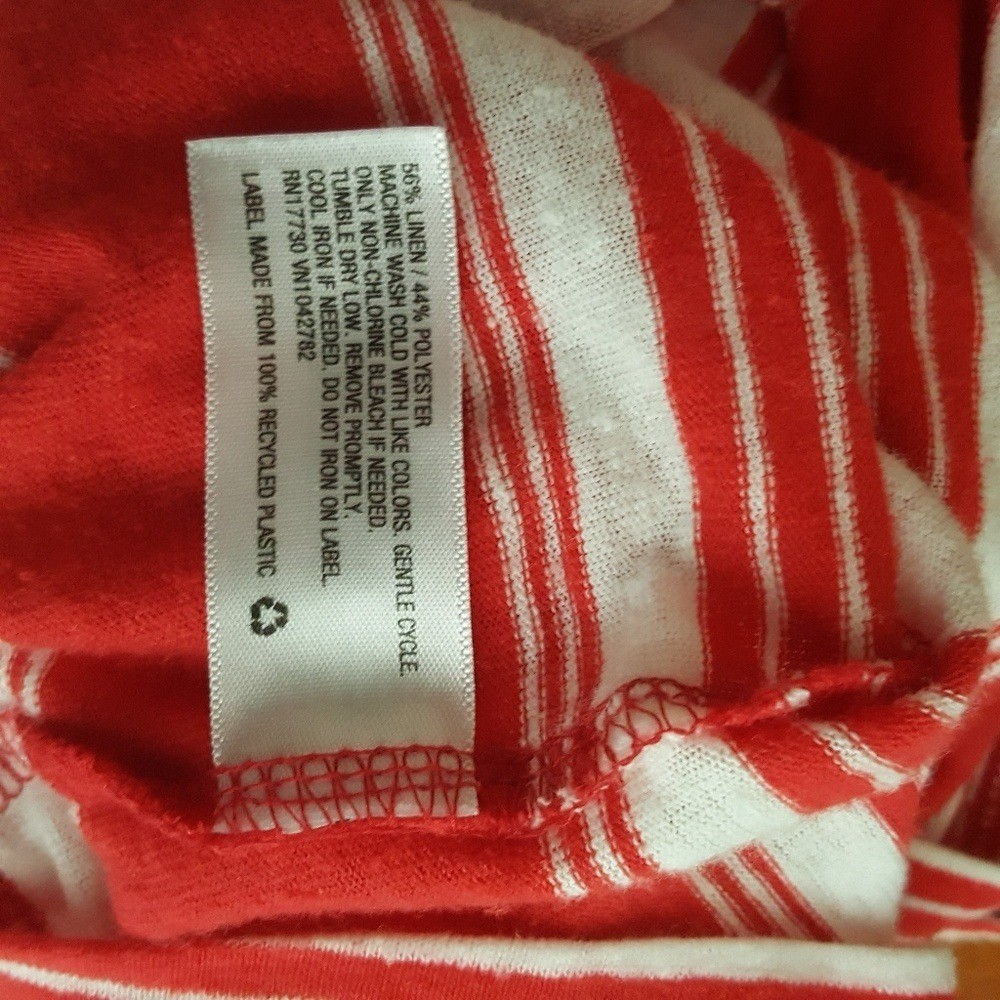 56% LINEN / 44% POLYESTER
MACHINE WASH COLD WITH LIKE COLORS. GENTLE CYCLE.
ONLY NON-CHLORINE BLEACH IF NEEDED.
TUMBLE DRY LOW. REMOVE PROMPTLY.
COOL IRON IF NEEDED. DO NOT IRON ON LABEL.
RN17730 VN1042782
LABEL MADE FROM 100% RECYCLED PLASTIC